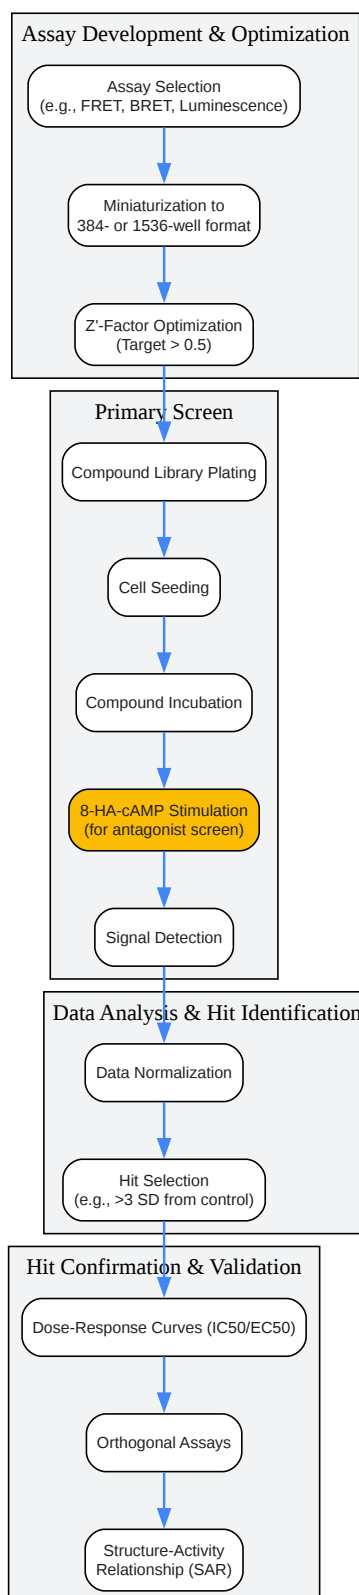 Assay Development & Optimization
Assay Selection
(e.g., FRET, BRET, Luminescence)
Miniaturization to
384- or 1536-well format
Z'-Factor Optimization
(Target > 0.5)
Primary Screen
Compound Library Plating
Cell Seeding
Compound Incubation
8-HA-cAMP Stimulation
(for antagonist screen)
Signal Detection
Data Analysis & Hit Identification
Data Normalization
Hit Selection
(e.g., >3 SD from control)
Hit Confirmation & Validation
Dose-Response Curves (IC50/EC50)
Orthogonal Assays
Structure-Activity
Relationship (SAR)